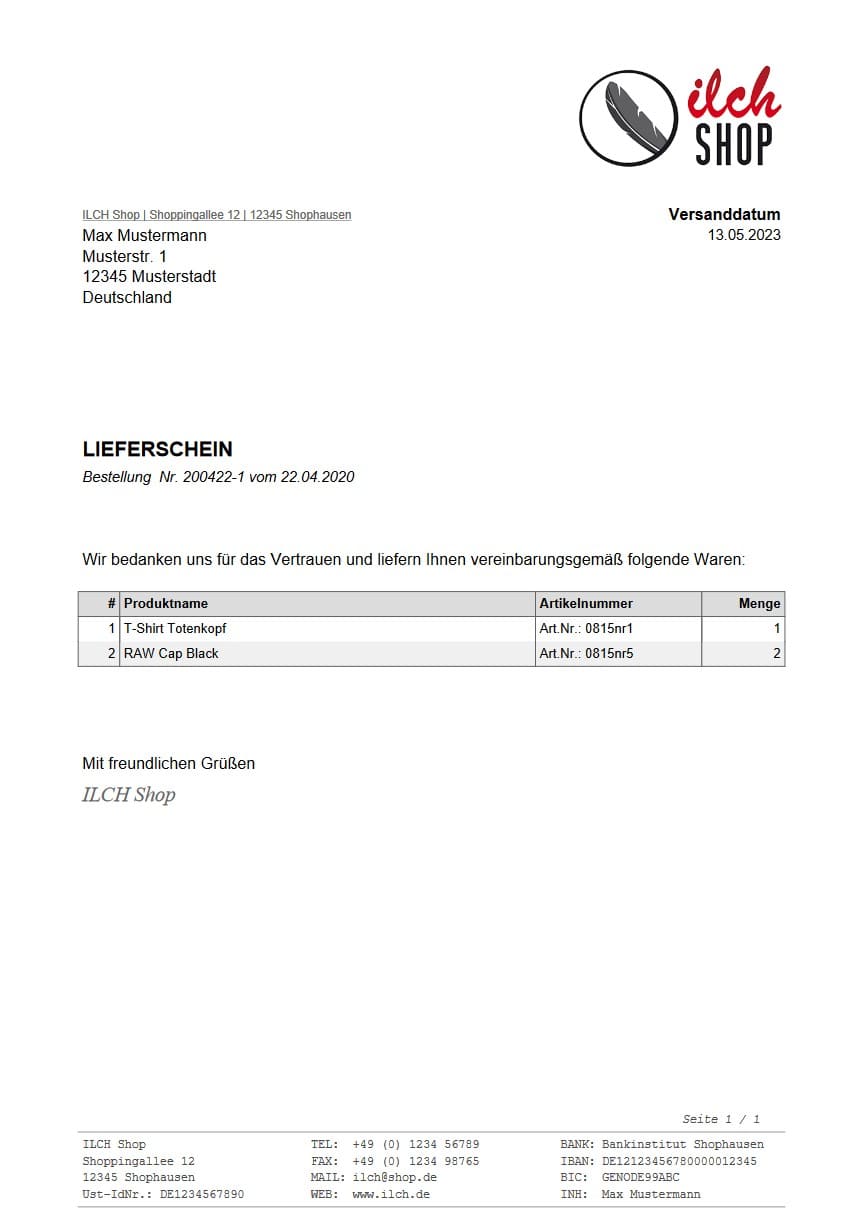 ilch
SHOP
ILCH Shop | Shoppingallee 12 | 12345 Shophausen
Max Mustermann
Musterstr. 1
12345 Musterstadt
Deutschland
Versanddatum
13.05.2023
LIEFERSCHEIN
Bestellung Nr. 200422-1 vom 22.04.2020
Wir bedanken uns für das Vertrauen und liefern Ihnen vereinbarungsgemäß folgende Waren:
# Produktname Artikelnummer Menge
1 T-Shirt Totenkopf Art.Nr.: 0815nr1 1
2 RAW Cap Black Art.Nr.: 0815nr5 2
Mit freundlichen Grüßen
ILCH Shop
Seite 1 / 1
ILCH Shop
Shoppingallee 12
12345 Shophausen
Ust-IdNr.: DE1234567890
TEL: +49 (0) 1234 56789
FAX: +49 (0) 1234 98765
MAIL: ilch@shop.de
WEB: www.ilch.de
BANK: Bankinstitut Shophausen
IBAN: DE12123456780000012345
BIC: GENODE99ABC
INH: Max Mustermann